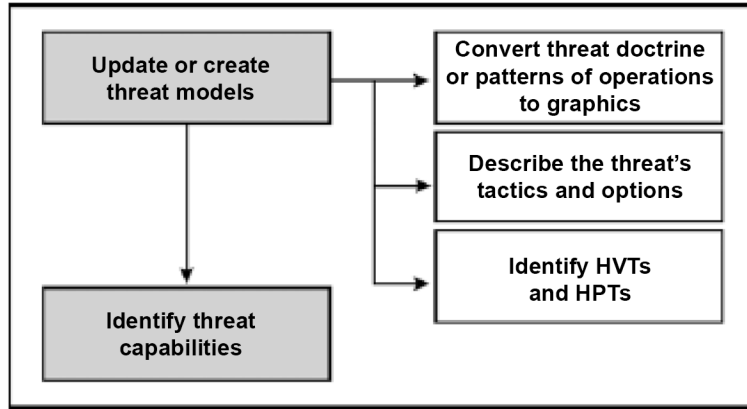 Update or create
threat models
Convert threat doctrine
or patterns of operations
to graphics
Describe the threat's
tactics and options
Identify HVTs
and HPTs
Identify threat
capabilities